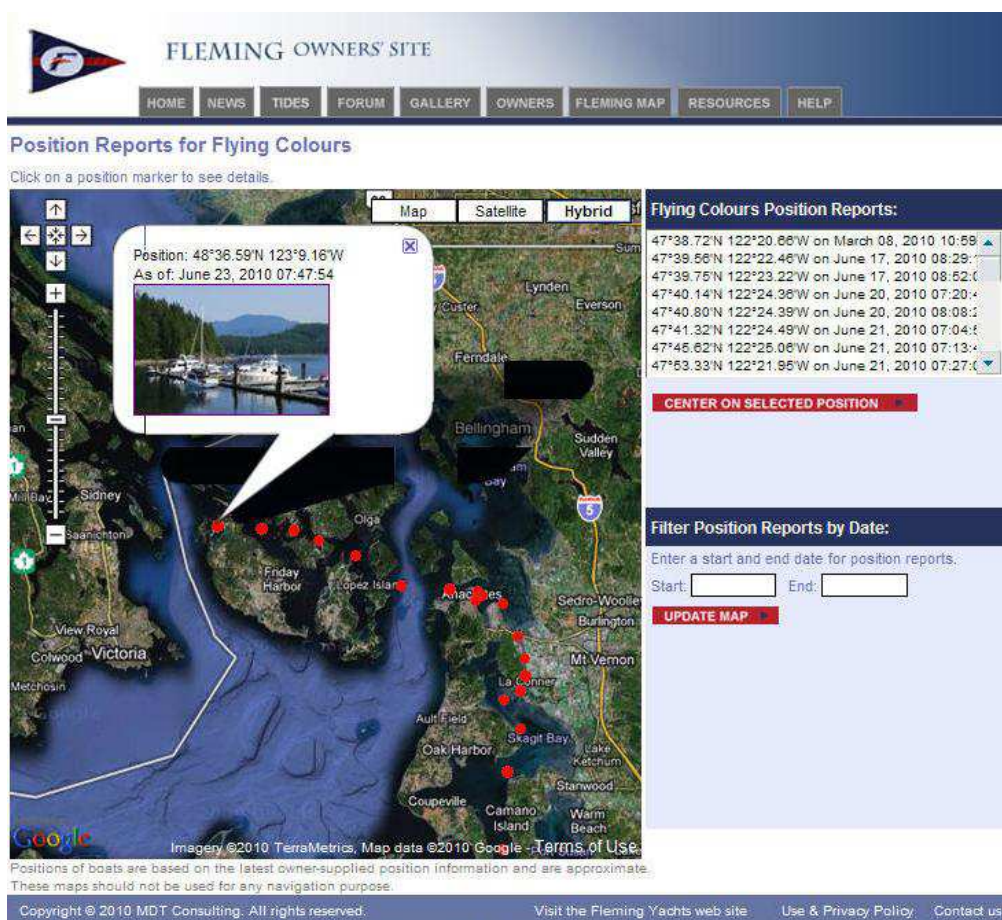 FLEMING OWNERS' SITE
HOME NEWS TIDES FORUM GALLERY OWNERS FLEMING MAP RESOURCES HELP
Position Reports for Flying Colours
Click on a position marker to see details.
Map Satellite Hybrid
Position: 48°36.59'N 123°9.16'W
As of: June 23, 2010 07:47:54
Sum
Lynden
Custer
Everson
Ferndale
Bellingham
Sudden
Valley
Bay
Mill Bay
Sidney
Saanichton
5
Olga
Friday
Harbor
Lopez Islan
Anacortes
Sedro-Woolley
Burlington
View Royal
Colwood
Victoria
Mt Vernon
Metchosin
La Conner
Ault Field
Skagit Bay
Oak Harbor
Lake
Ketchum
Stanwood
Coupeville
Camano
Island
Warm
Beach
Google
Imagery ©2010 TerraMetrics, Map data ©2010 Google - Terms of Use
Flying Colours Position Reports:
47°38.72'N 122°20.66'W on March 08, 2010 10:59
47°39.56'N 122°22.46'W on June 17, 2010 08:29:
47°39.75'N 122°23.22'W on June 17, 2010 08:52:
47°40.14'N 122°24.36'W on June 20, 2010 07:20:
47°40.80'N 122°24.39'W on June 20, 2010 08:08:
47°41.32'N 122°24.49'W on June 21, 2010 07:04:
47°45.62'N 122°25.06'W on June 21, 2010 07:13:
47°53.33'N 122°21.95'W on June 21, 2010 07:27:
CENTER ON SELECTED POSITION
Filter Position Reports by Date:
Enter a start and end date for position reports.
Start: End:
UPDATE MAP
Positions of boats are based on the latest owner-supplied position information and are approximate.
These maps should not be used for any navigation purpose.
Copyright © 2010 MDT Consulting. All rights reserved. Visit the Fleming Yachts web site Use & Privacy Policy Contact us